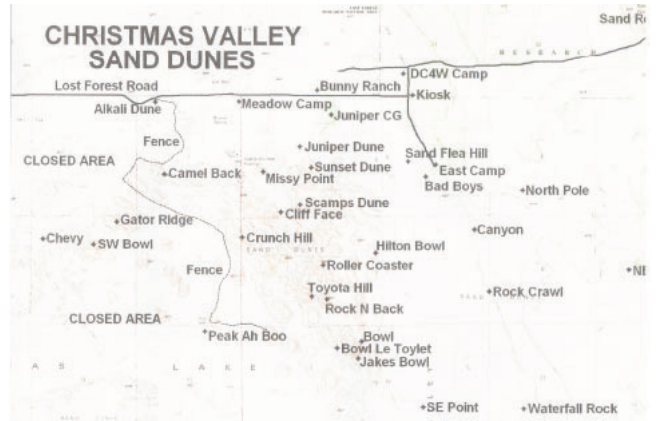 CHRISTMAS VALLEY
SAND DUNES
Sand R
RESEARCH
DC4W Camp
Lost Forest Road
Bunny Ranch
Kiosk
Alkali Dune
Meadow Camp
Juniper CG
Fence
Juniper Dune
CLOSED AREA
Sand Flea Hill
Camel Back
Sunset Dune
Missy Point
East Camp
Bad Boys
North Pole
Scamps Dune
Cliff Face
Gator Ridge
Canyon
Chevy
SW Bowl
Crunch Hill
SAND DUNES
Hilton Bowl
Fence
Roller Coaster
Toyota Hill
Rock N Back
Rock Crawl
CLOSED AREA
Peak Ah Boo
Bowl
Bowl Le Toylet
Jakes Bowl
A S LAKE
SE Point
Waterfall Rock